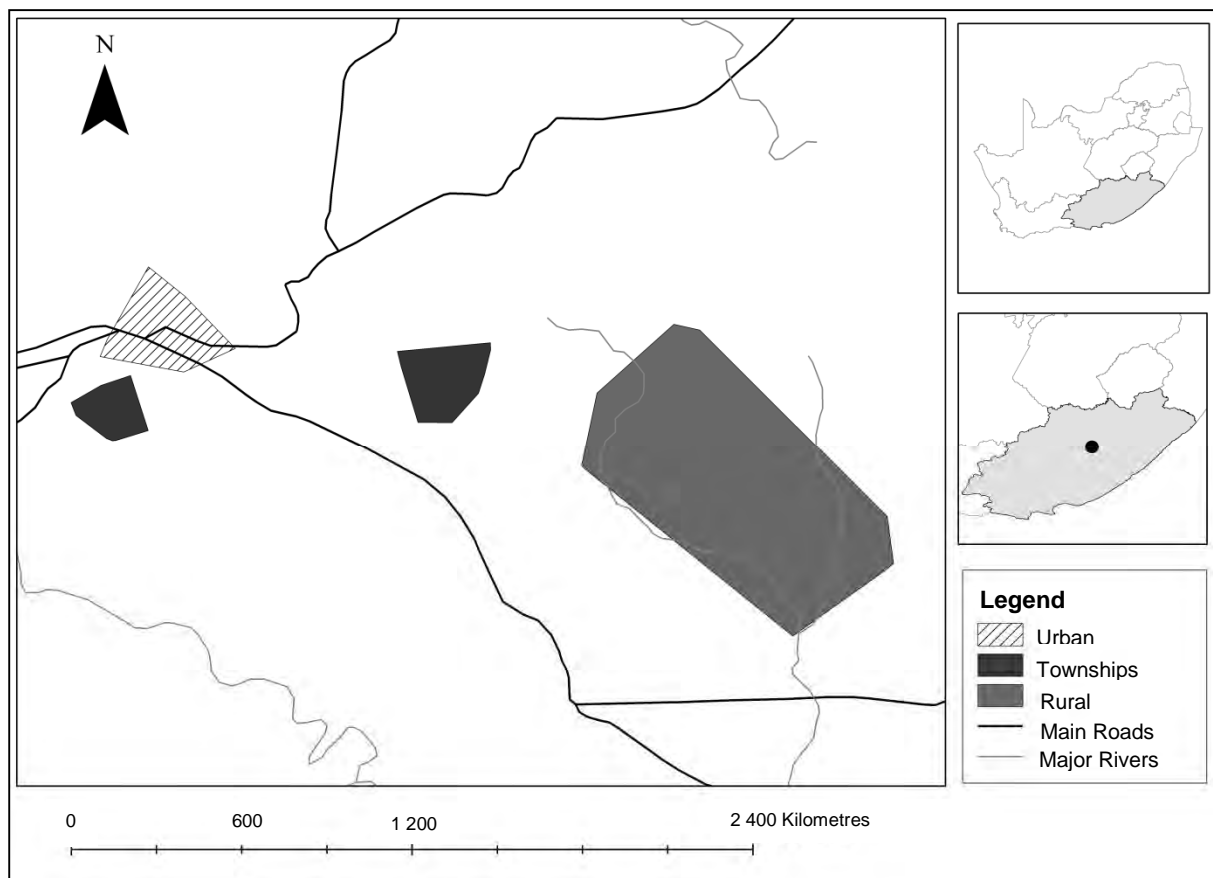 N
Legend
Urban
Townships
Rural
Main Roads
Major Rivers
0 600 1 200 2 400 Kilometres